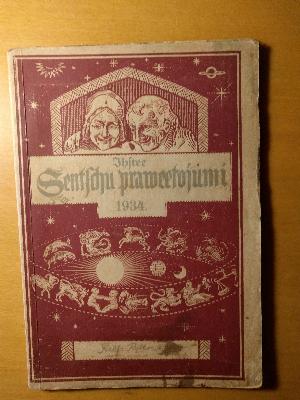 Ihstee
Sentschu praweetojumi
1934.